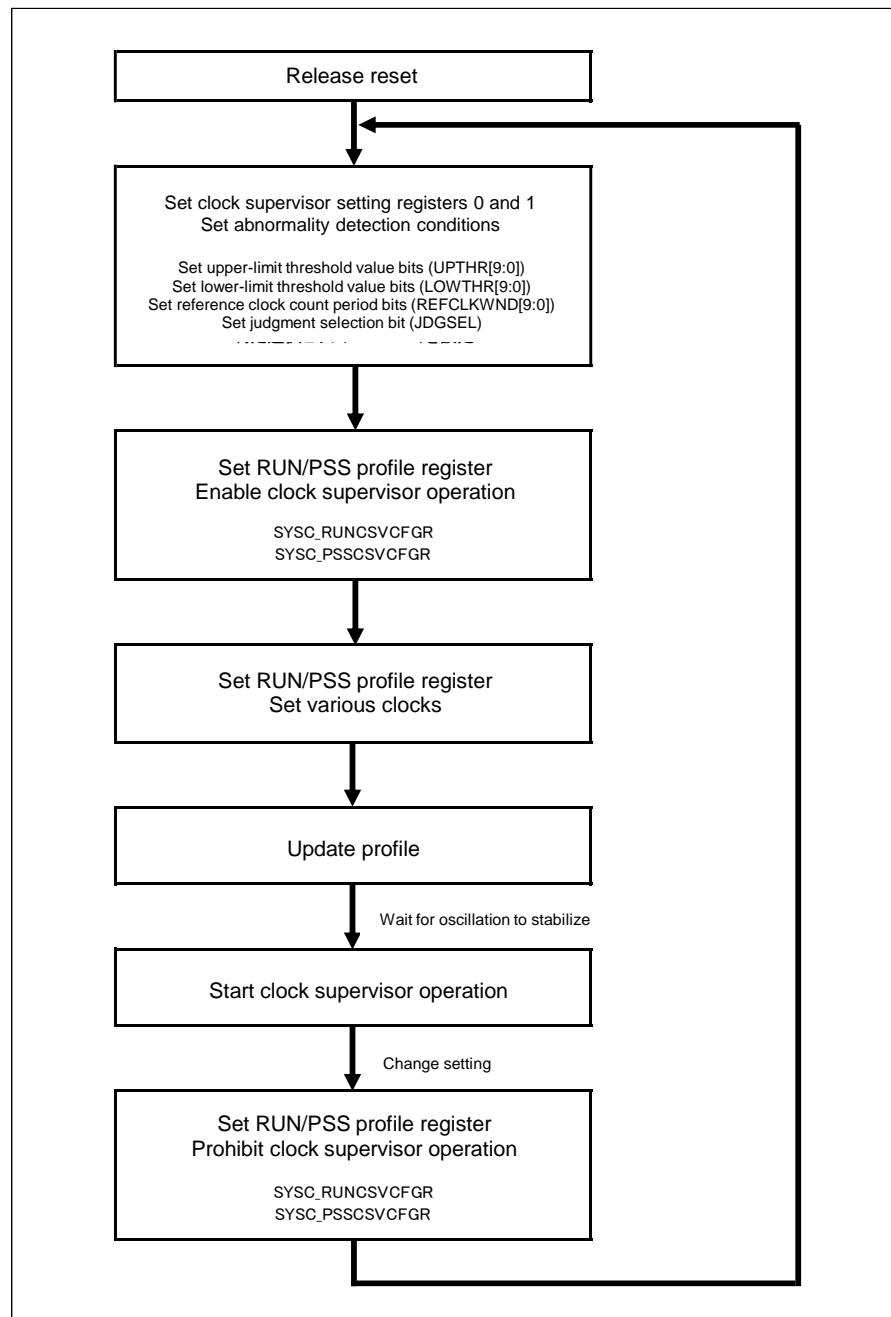 Release reset
Set clock supervisor setting registers 0 and 1
Set abnormality detection conditions
Set upper-limit threshold value bits (UPTHR[9:0])
Set lower-limit threshold value bits (LOWTHR[9:0])
Set reference clock count period bits (REFCLKWND[9:0])
Set judgment selection bit (JDGSEL)
Set RUN/PSS profile register
Enable clock supervisor operation
SYSC_RUNCSVCFGR
SYSC_PSSCSVCFGR
Set RUN/PSS profile register
Set various clocks
Update profile
Wait for oscillation to stabilize
Start clock supervisor operation
Change setting
Set RUN/PSS profile register
Prohibit clock supervisor operation
SYSC_RUNCSVCFGR
SYSC_PSSCSVCFGR